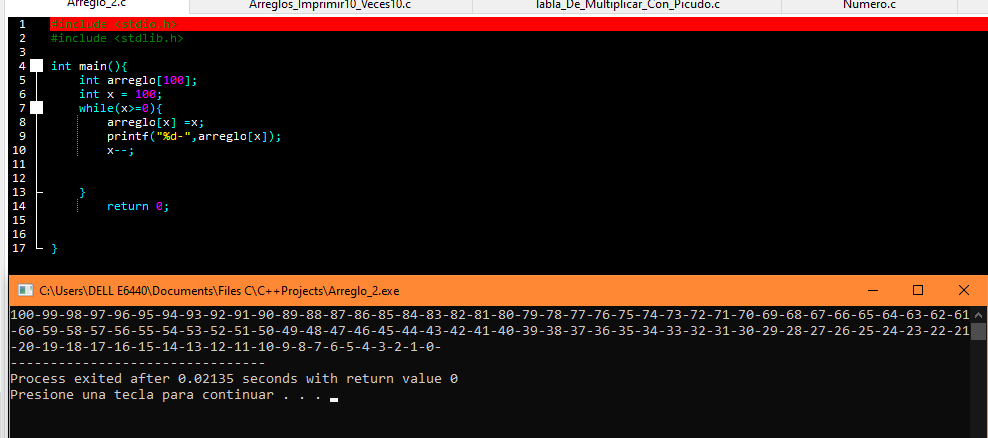 Arreglo_2.c Arreglos_Imprimir10_Veces10.c Tabla_De_Multiplicar_Con_Picudo.c Numero.c
1 #include <stdio.h>
2 #include <stdlib.h>
3
4 int main(){
5 int arreglo[100];
6 int x = 100;
7 while(x>=0){
8 arreglo[x] =x;
9 printf("%d-",arreglo[x]);
10 x--;
11
12
13 }
14 return 0;
15
16
17 }
C:\Users\DELL E6440\Documents\Files C\C++Projects\Arreglo_2.exe
100-99-98-97-96-95-94-93-92-91-90-89-88-87-86-85-84-83-82-81-80-79-78-77-76-75-74-73-72-71-70-69-68-67-66-65-64-63-62-61
-60-59-58-57-56-55-54-53-52-51-50-49-48-47-46-45-44-43-42-41-40-39-38-37-36-35-34-33-32-31-30-29-28-27-26-25-24-23-22-21
-20-19-18-17-16-15-14-13-12-11-10-9-8-7-6-5-4-3-2-1-0-
--------------------------------
Process exited after 0.02135 seconds with return value 0
Presione una tecla para continuar . . .